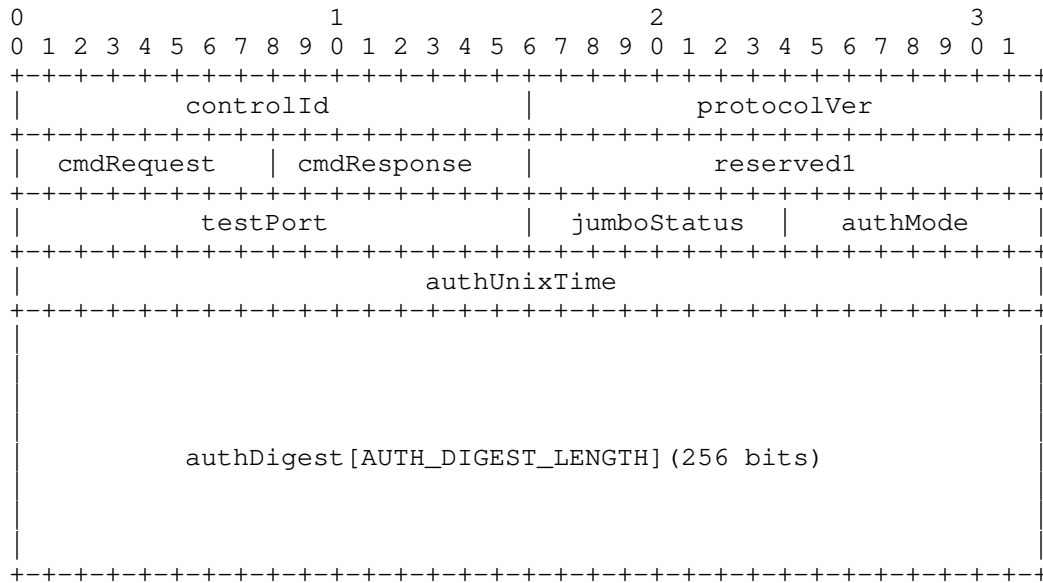 0                   1                   2                   3
0 1 2 3 4 5 6 7 8 9 0 1 2 3 4 5 6 7 8 9 0 1 2 3 4 5 6 7 8 9 0 1
+-+-+-+-+-+-+-+-+-+-+-+-+-+-+-+-+-+-+-+-+-+-+-+-+-+-+-+-+-+-+-+-+
|          controlId            |          protocolVer          |
+-+-+-+-+-+-+-+-+-+-+-+-+-+-+-+-+-+-+-+-+-+-+-+-+-+-+-+-+-+-+-+-+
|  cmdRequest   | cmdResponse   |           reserved1           |
+-+-+-+-+-+-+-+-+-+-+-+-+-+-+-+-+-+-+-+-+-+-+-+-+-+-+-+-+-+-+-+-+
|           testPort            |  jumboStatus  |   authMode    |
+-+-+-+-+-+-+-+-+-+-+-+-+-+-+-+-+-+-+-+-+-+-+-+-+-+-+-+-+-+-+-+-+
|                         authUnixTime                          |
+-+-+-+-+-+-+-+-+-+-+-+-+-+-+-+-+-+-+-+-+-+-+-+-+-+-+-+-+-+-+-+-+
|                                                               |
|                                                               |
|                                                               |
|                                                               |
|          authDigest[AUTH_DIGEST_LENGTH](256 bits)             |
|                                                               |
|                                                               |
|                                                               |
+-+-+-+-+-+-+-+-+-+-+-+-+-+-+-+-+-+-+-+-+-+-+-+-+-+-+-+-+-+-+-+-+